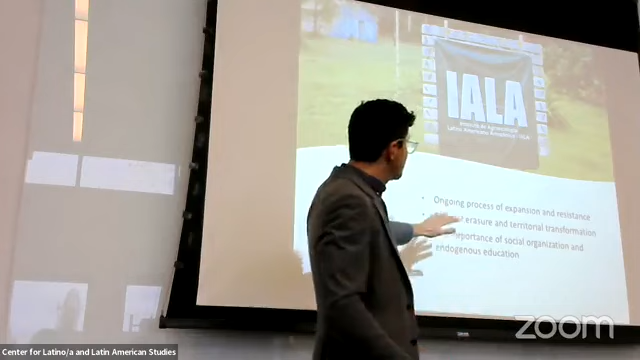 IALA
Ongoing process of expansion and resistance
erasure and territorial transformation
importance of social organization and
endogenous education
zoom
Center for Latino/a and Latin American Studies